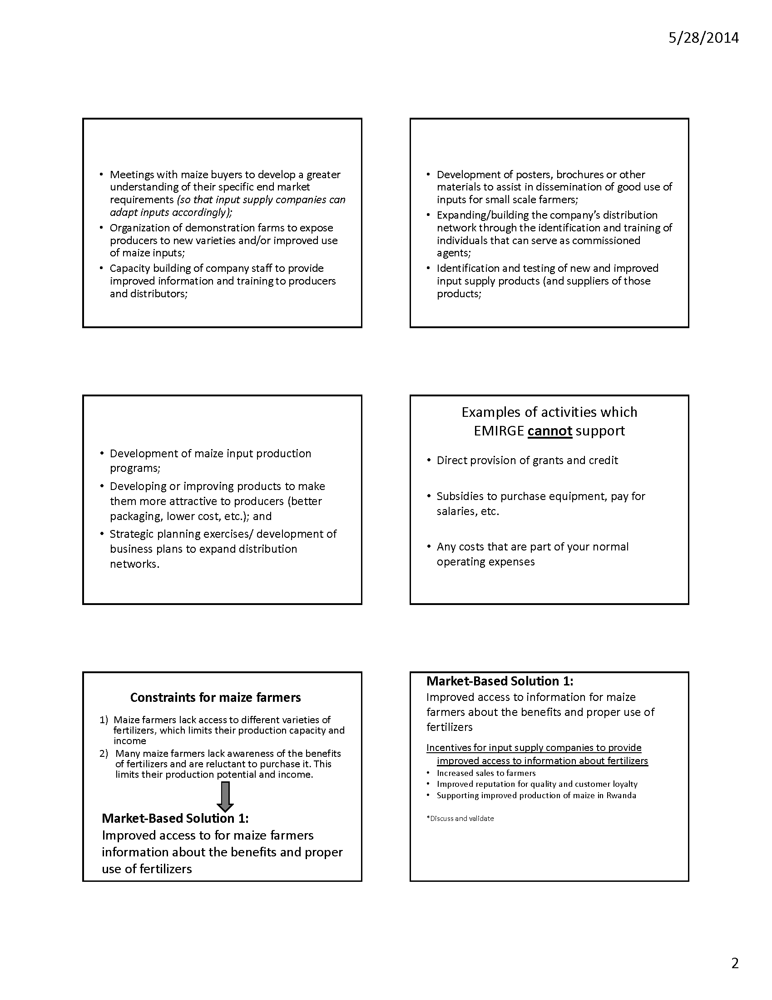 5/28/2014
• Meetings with maize buyers to develop a greater
understanding of their specific end market
requirements (so that input supply companies can
adapt inputs accordingly);
• Organization of demonstration farms to expose
producers to new varieties and/or improved use
of maize inputs;
• Capacity building of company staff to provide
improved information and training to producers
and distributors;
• Development of posters, brochures or other
materials to assist in dissemination of good use of
inputs for small scale farmers;
• Expanding/building the company’s distribution
network through the identification and training of
individuals that can serve as commissioned
agents;
• Identification and testing of new and improved
input supply products (and suppliers of those
products;
• Development of maize input production
programs;
• Developing or improving products to make
them more attractive to producers (better
packaging, lower cost, etc.); and
• Strategic planning exercises/ development of
business plans to expand distribution
networks.
Examples of activities which
EMIRGE cannot support
• Direct provision of grants and credit
• Subsidies to purchase equipment, pay for
salaries, etc.
• Any costs that are part of your normal
operating expenses
Constraints for maize farmers
1) Maize farmers lack access to different varieties of
fertilizers, which limits their production capacity and
income
2) Many maize farmers lack awareness of the benefits
of fertilizers and are reluctant to purchase it. This
limits their production potential and income.
Market-Based Solution 1:
Improved access to for maize farmers
information about the benefits and proper
use of fertilizers
Market-Based Solution 1:
Improved access to information for maize
farmers about the benefits and proper use of
fertilizers
Incentives for input supply companies to provide
improved access to information about fertilizers
• Increased sales to farmers
• Improved reputation for quality and customer loyalty
• Supporting improved production of maize in Rwanda
*Discuss and validate
2